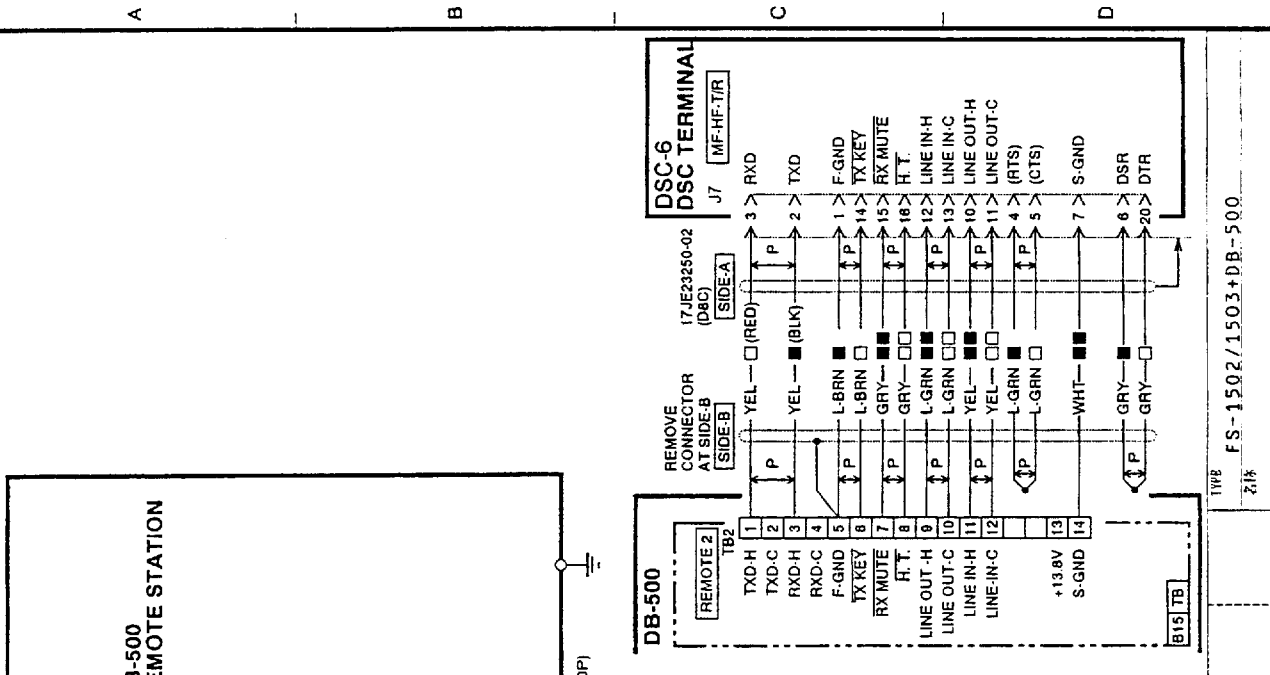 A
B
C
D
DSC-6
DSC TERMINAL
J7
MF-HF-T/R
3 RXD
2 TXD
1 F-GND
14 TX KEY
15 RX MUTE
16 H.T.
12 LINE IN-H
13 LINE IN-C
10 LINE OUT-H
11 LINE OUT-C
4 (RTS)
5 (CTS)
7 S-GND
6 DSR
20 DTR
17JE23250-02
(D8C)
SIDE-A
P
P
P
P
P
P
REMOVE
CONNECTOR
AT SIDE-B
SIDE-B
YEL (RED)
YEL (BLK)
L-BRN
L-BRN
GRY
GRY
L-GRN
L-GRN
YEL
YEL
L-GRN
L-GRN
WHT
GRY
GRY
P
P
P
P
P
P
P
DB-500
REMOTE 2
TB2
TXD-H 1
TXD-C 2
RXD-H 3
RXD-C 4
F-GND 5
TX KEY 6
RX MUTE 7
H.T. 8
LINE OUT-H 9
LINE OUT-C 10
LINE IN-H 11
LINE-IN-C 12
+13.8V 13
S-GND 14
B15 TB
B-500
EMOTE STATION
OP)
TYPE
FS-1502/1503+DB-500
名称